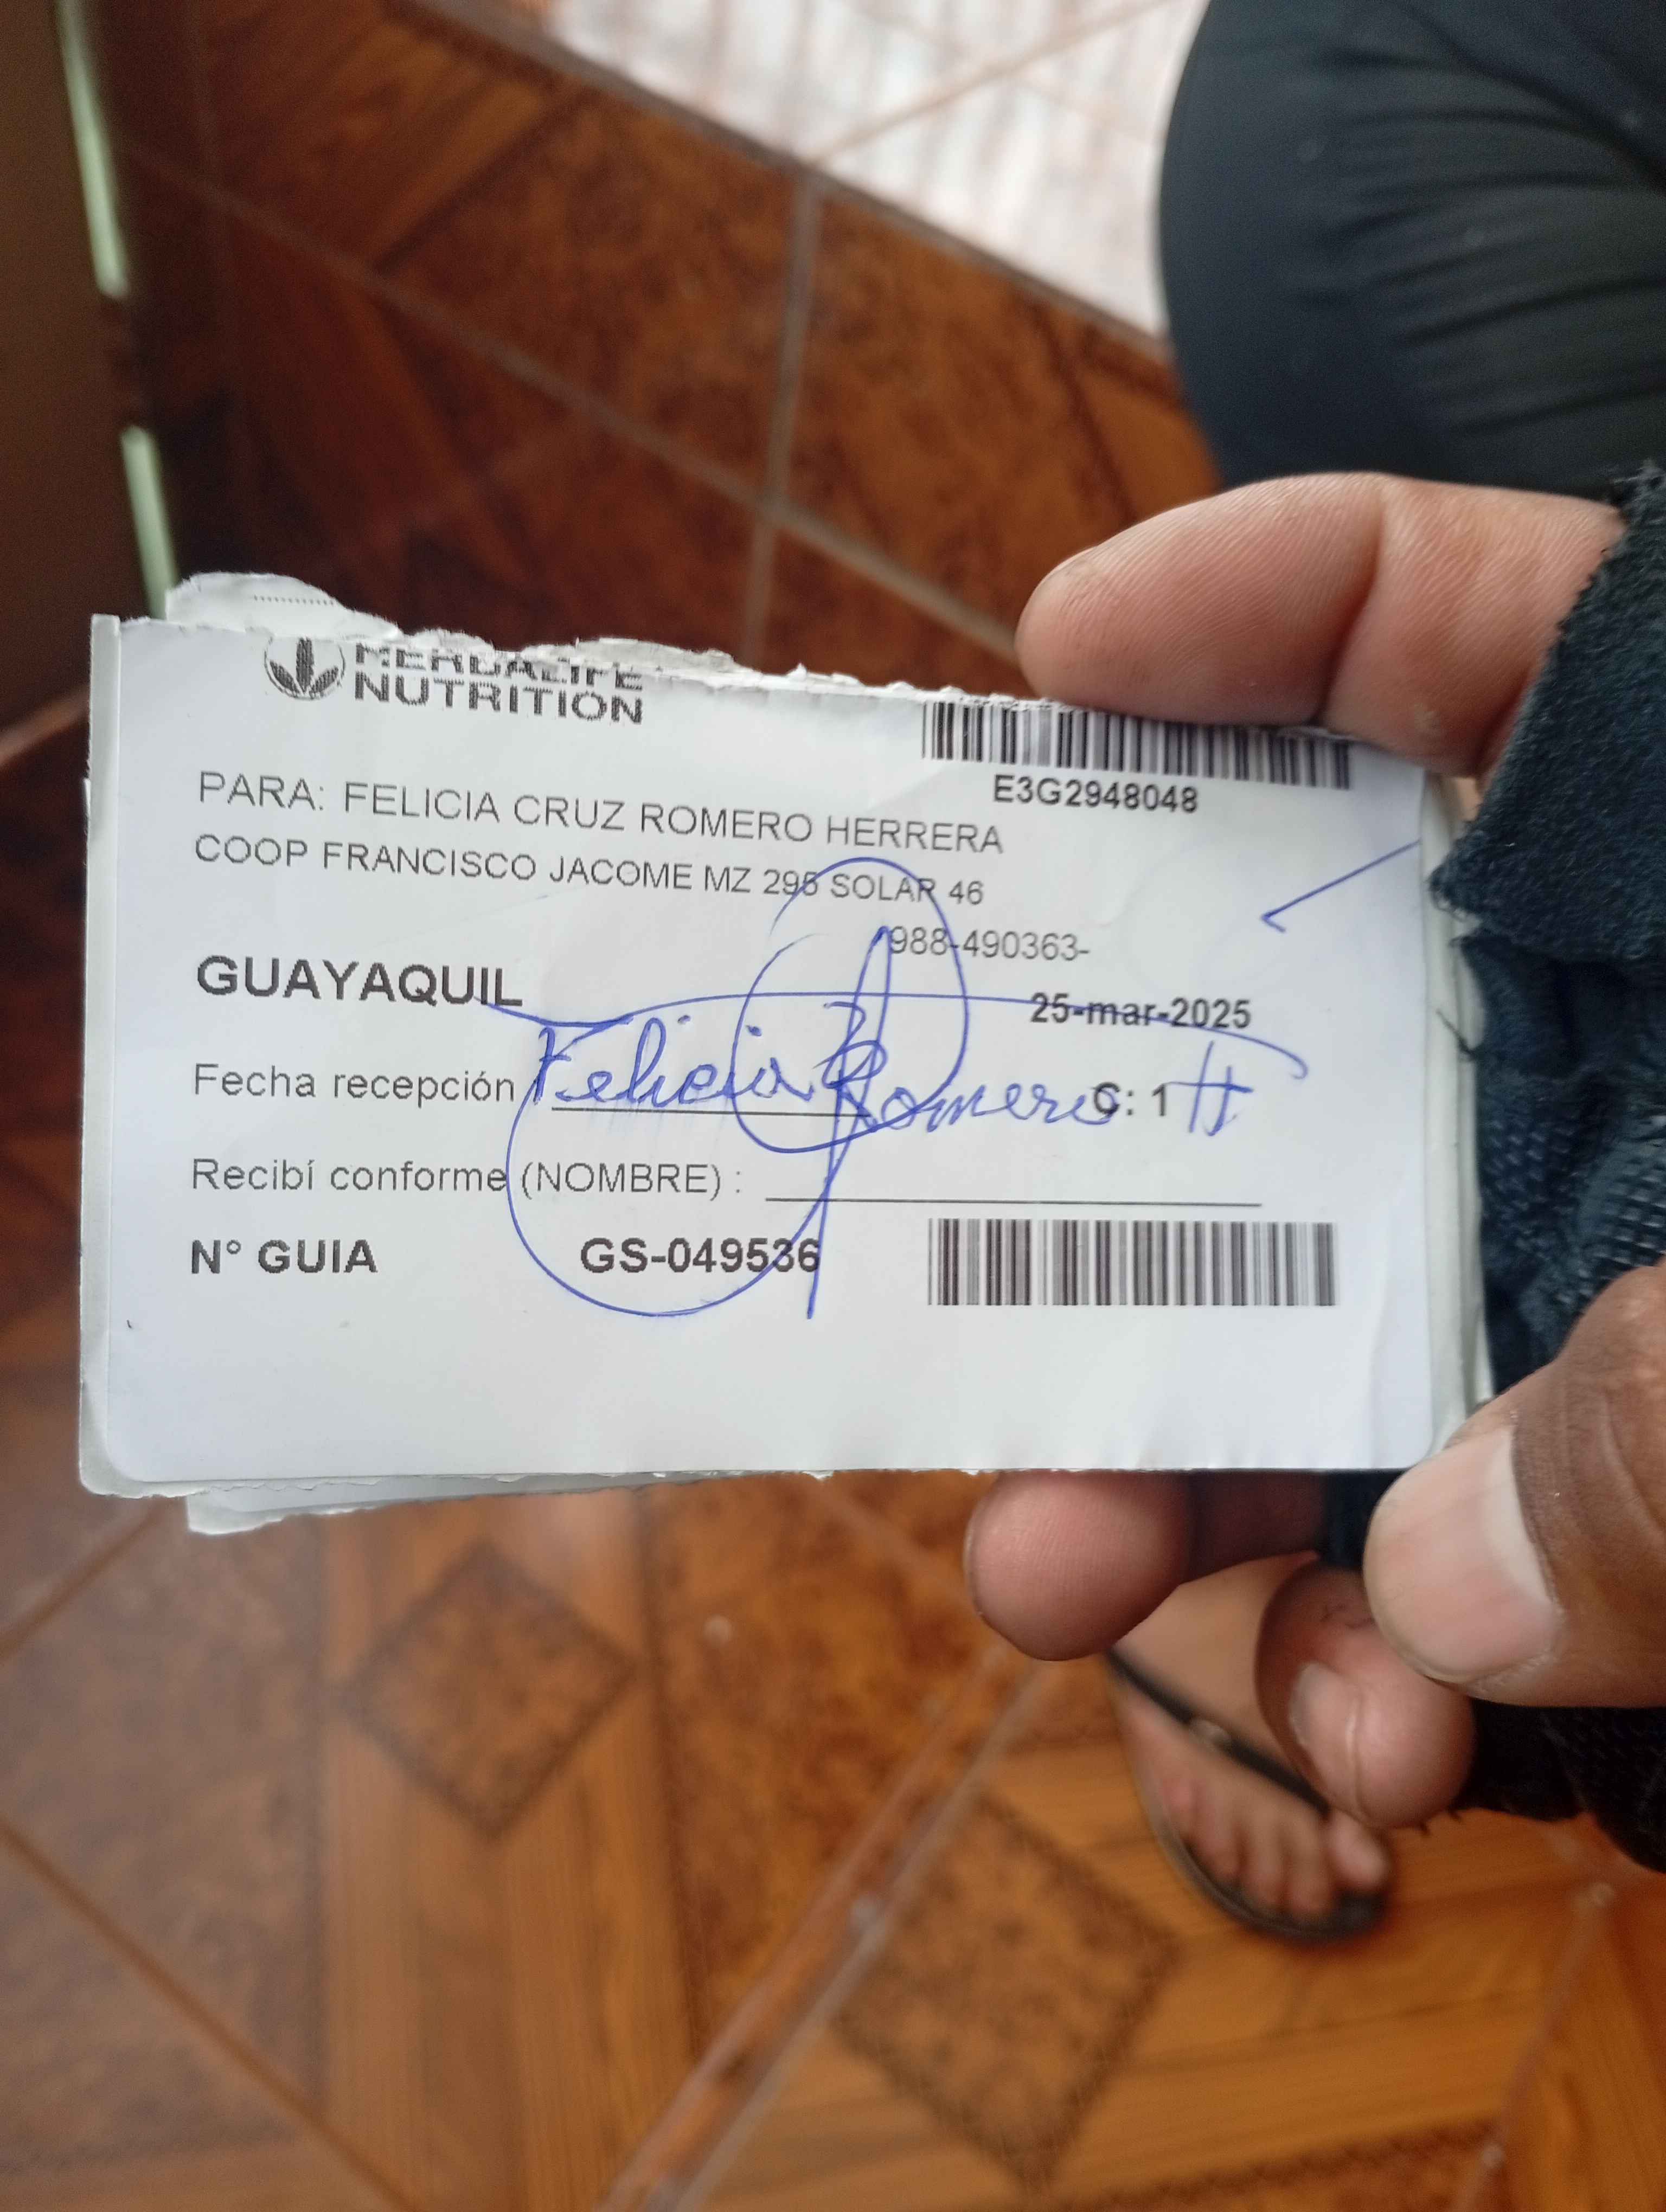 HERBALIFE
NUTRITION
E3G2948048
PARA: FELICIA CRUZ ROMERO HERRERA
COOP FRANCISCO JACOME MZ 295 SOLAR 46
988-490363-
GUAYAQUIL
25-mar-2025
Fecha recepción Felicia Romero H
C: 1
Recibí conforme (NOMBRE) :
N° GUIA GS-049536